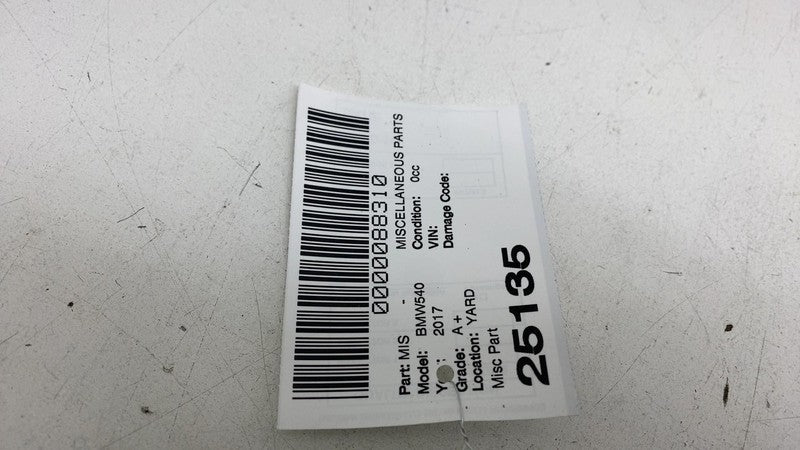 0000088310
Part: MIS - MISCELLANEOUS PARTS
Model: BMW540 Condition: 0cc
Y : 2017 VIN:
Grade: A+ Damage Code:
Location: YARD
Misc Part
25135